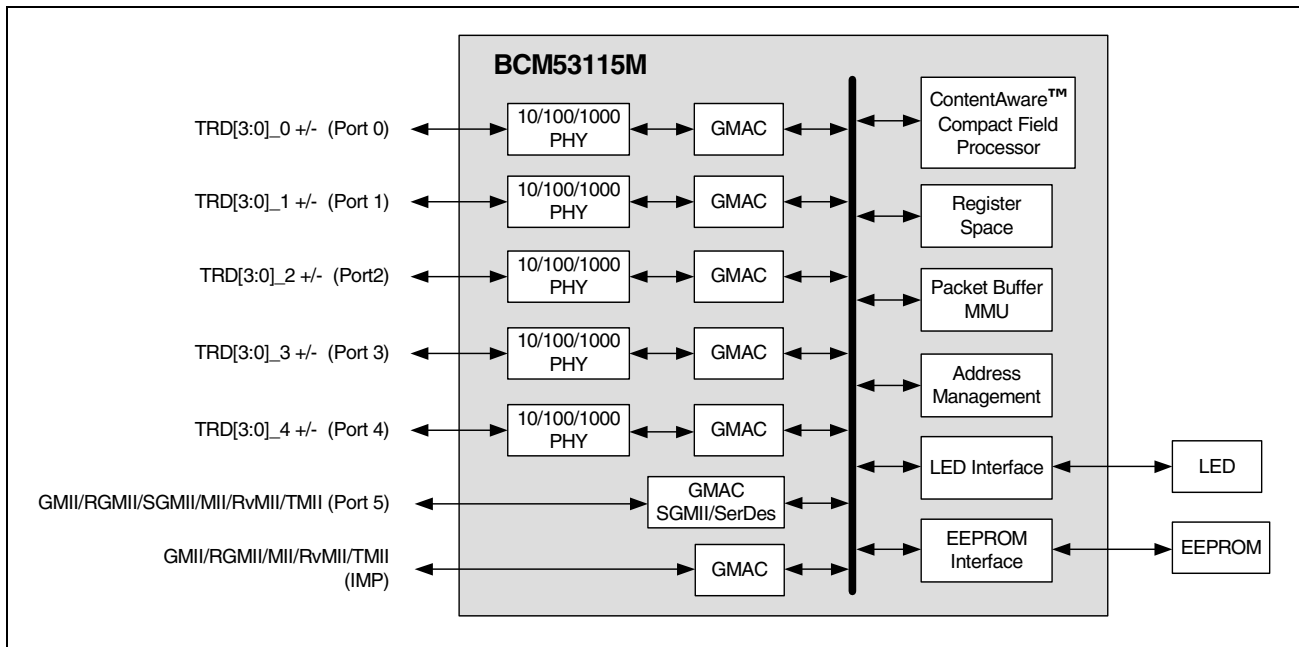 BCM53115M
TRD[3:0]_0 +/- (Port 0)
10/100/1000
PHY
GMAC
TRD[3:0]_1 +/- (Port 1)
10/100/1000
PHY
GMAC
TRD[3:0]_2 +/- (Port2)
10/100/1000
PHY
GMAC
TRD[3:0]_3 +/- (Port 3)
10/100/1000
PHY
GMAC
TRD[3:0]_4 +/- (Port 4)
10/100/1000
PHY
GMAC
GMII/RGMII/SGMII/MII/RvMII/TMII (Port 5)
GMAC
SGMII/SerDes
GMII/RGMII/MII/RvMII/TMII
(IMP)
GMAC
ContentAware™
Compact Field
Processor
Register
Space
Packet Buffer
MMU
Address
Management
LED Interface
LED
EEPROM
Interface
EEPROM